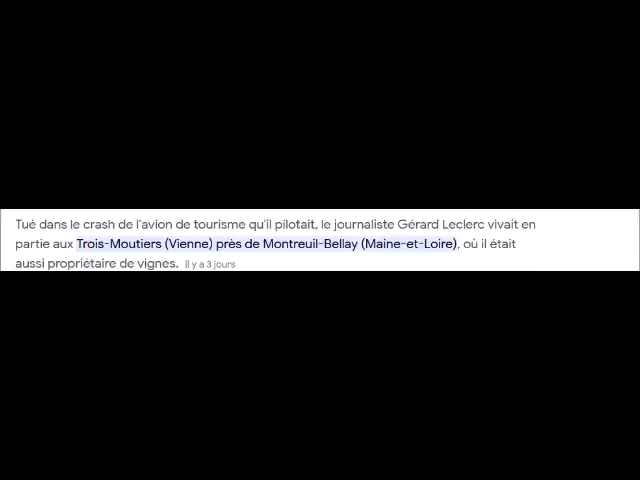 Tué dans le crash de l'avion de tourisme qu'il pilotait, le journaliste Gérard Leclerc vivait en
partie aux Trois-Moutiers (Vienne) près de Montreuil-Bellay (Maine-et-Loire), où il était
aussi propriétaire de vignes. il y a 3 jours